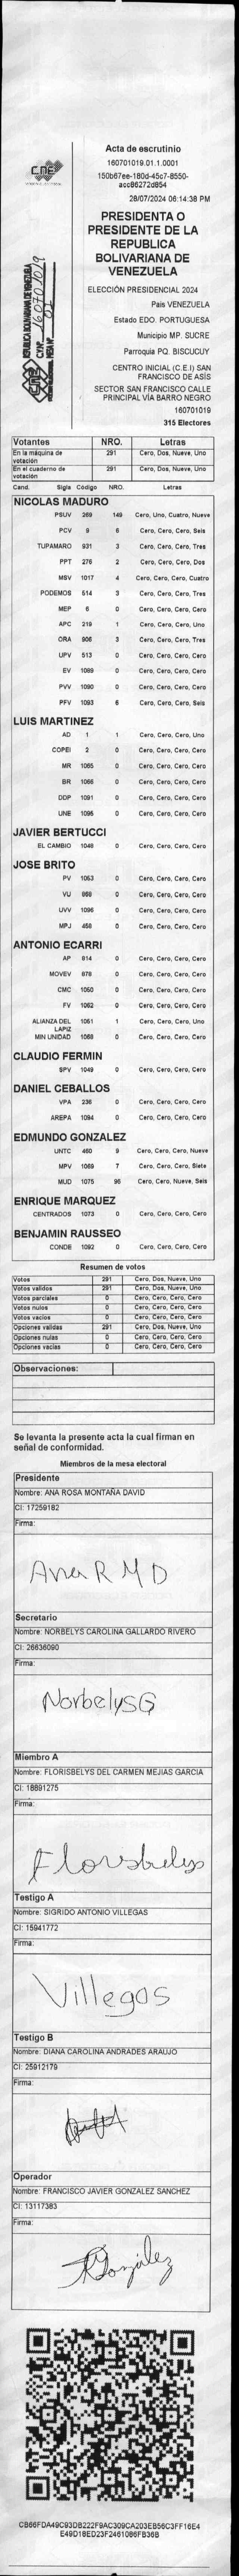 Acta de escrutinio
160701019.01.1.0001
150b67ee-180d-45c7-8550-
acc86272d854
28/07/2024 06:14:38 PM
PRESIDENTA O
PRESIDENTE DE LA
REPUBLICA
BOLIVARIANA DE
VENEZUELA
ELECCIÓN PRESIDENCIAL 2024
Pais VENEZUELA
Estado EDO. PORTUGUESA
Municipio MP. SUCRE
Parroquia PQ. BISCUCUY
CENTRO INICIAL (C.E.I) SAN
FRANCISCO DE ASÍS
SECTOR SAN FRANCISCO CALLE
PRINCIPAL VÍA BARRO NEGRO
160701019
315 Electores
CNE
160701019
01
Votantes NRO. Letras
En la máquina de votación 291 Cero, Dos, Nueve, Uno
En el cuaderno de votación 291 Cero, Dos, Nueve, Uno
Cand. Sigla Código NRO. Letras
NICOLAS MADURO
PSUV 269 149 Cero, Uno, Cuatro, Nueve
PCV 9 6 Cero, Cero, Cero, Seis
TUPAMARO 931 3 Cero, Cero, Cero, Tres
PPT 276 2 Cero, Cero, Cero, Dos
MSV 1017 4 Cero, Cero, Cero, Cuatro
PODEMOS 514 3 Cero, Cero, Cero, Tres
MEP 6 0 Cero, Cero, Cero, Cero
APC 219 1 Cero, Cero, Cero, Uno
ORA 906 3 Cero, Cero, Cero, Tres
UPV 513 0 Cero, Cero, Cero, Cero
EV 1089 0 Cero, Cero, Cero, Cero
PVV 1090 0 Cero, Cero, Cero, Cero
PFV 1093 6 Cero, Cero, Cero, Seis
LUIS MARTINEZ
AD 1 1 Cero, Cero, Cero, Uno
COPEI 2 0 Cero, Cero, Cero, Cero
MR 1065 0 Cero, Cero, Cero, Cero
BR 1066 0 Cero, Cero, Cero, Cero
DDP 1091 0 Cero, Cero, Cero, Cero
UNE 1095 0 Cero, Cero, Cero, Cero
JAVIER BERTUCCI
EL CAMBIO 1048 0 Cero, Cero, Cero, Cero
JOSE BRITO
PV 1053 0 Cero, Cero, Cero, Cero
VU 868 0 Cero, Cero, Cero, Cero
UVV 1096 0 Cero, Cero, Cero, Cero
MPJ 458 0 Cero, Cero, Cero, Cero
ANTONIO ECARRI
AP 814 0 Cero, Cero, Cero, Cero
MOVEV 878 0 Cero, Cero, Cero, Cero
CMC 1050 0 Cero, Cero, Cero, Cero
FV 1062 0 Cero, Cero, Cero, Cero
ALIANZA DEL LAPIZ 1051 1 Cero, Cero, Cero, Uno
MIN UNIDAD 1068 0 Cero, Cero, Cero, Cero
CLAUDIO FERMIN
SPV 1049 0 Cero, Cero, Cero, Cero
DANIEL CEBALLOS
VPA 236 0 Cero, Cero, Cero, Cero
AREPA 1094 0 Cero, Cero, Cero, Cero
EDMUNDO GONZALEZ
UNTC 460 9 Cero, Cero, Cero, Nueve
MPV 1069 7 Cero, Cero, Cero, Siete
MUD 1075 96 Cero, Cero, Nueve, Seis
ENRIQUE MARQUEZ
CENTRADOS 1073 0 Cero, Cero, Cero, Cero
BENJAMIN RAUSSEO
CONDE 1092 0 Cero, Cero, Cero, Cero
Resumen de votos
Votos 291 Cero, Dos, Nueve, Uno
Votos validos 291 Cero, Dos, Nueve, Uno
Votos parciales 0 Cero, Cero, Cero, Cero
Votos nulos 0 Cero, Cero, Cero, Cero
Votos vacios 0 Cero, Cero, Cero, Cero
Opciones validas 291 Cero, Dos, Nueve, Uno
Opciones nulas 0 Cero, Cero, Cero, Cero
Opciones vacias 0 Cero, Cero, Cero, Cero
Observaciones:
Se levanta la presente acta la cual firman en
señal de conformidad.
Miembros de la mesa electoral
Presidente
Nombre: ANA ROSA MONTAÑA DAVID
CI: 17259182
Firma:
Ana R M D
Secretario
Nombre: NORBELYS CAROLINA GALLARDO RIVERO
CI: 26636090
Firma:
NorbelysG
Miembro A
Nombre: FLORISBELYS DEL CARMEN MEJIAS GARCIA
CI: 18891275
Firma:
Florisbelys
Testigo A
Nombre: SIGRIDO ANTONIO VILLEGAS
CI: 15941772
Firma:
Villegas
Testigo B
Nombre: DIANA CAROLINA ANDRADES ARAUJO
CI: 25912179
Firma:
Operador
Nombre: FRANCISCO JAVIER GONZALEZ SANCHEZ
CI: 13117383
Firma:
González
CB66FDA49C93DB222F9AC309CA203EB56C3FF16E4
E49D18ED23F2461086FB36B